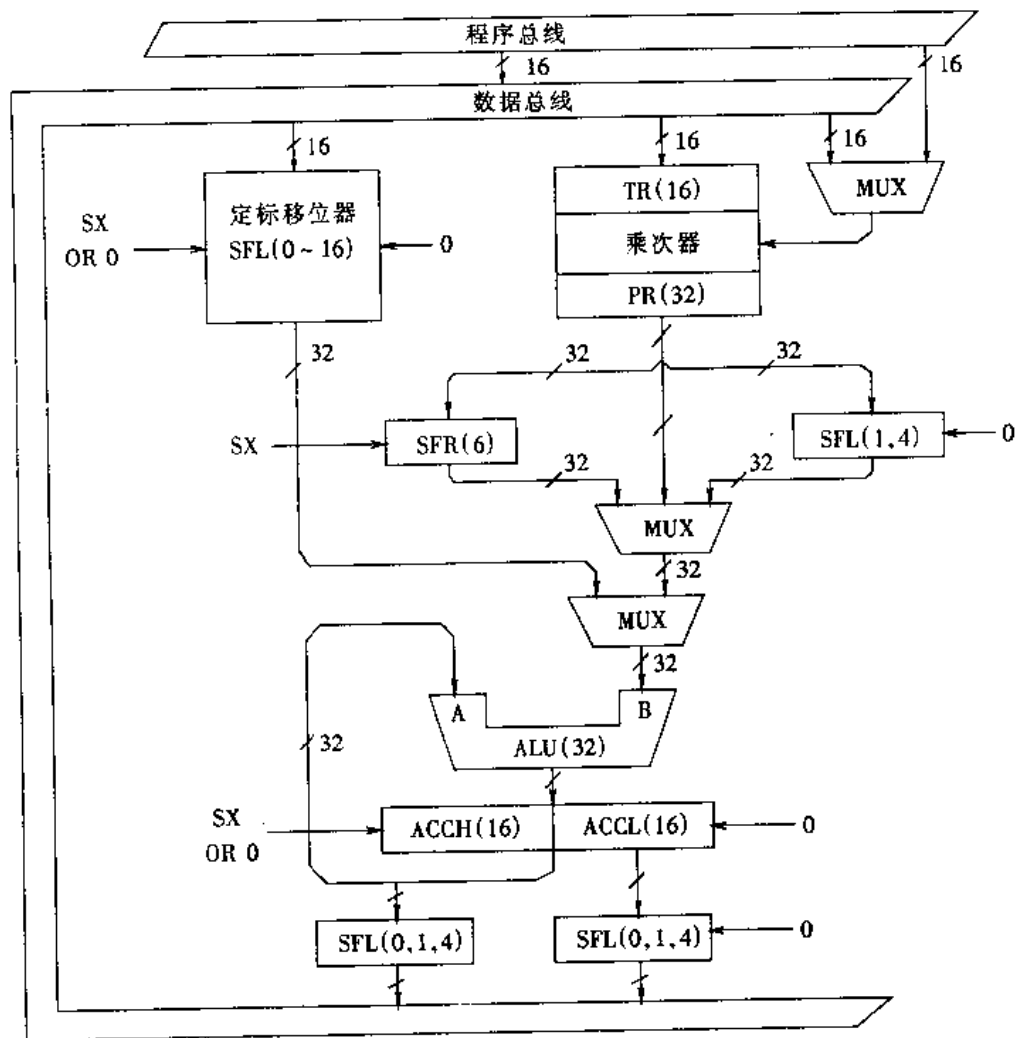 程序总线
16
16
数据总线
16
16
16
TR(16)
MUX
定标移位器
SX
OR 0
SFL(0~16)
0
乘次器
PR(32)
32
32
32
SX
SFR(6)
SFL(1,4)
0
32
32
MUX
32
MUX
32
A
B
ALU(32)
32
SX
OR 0
ACCH(16)
ACCL(16)
0
SFL(0,1,4)
SFL(0,1,4)
0